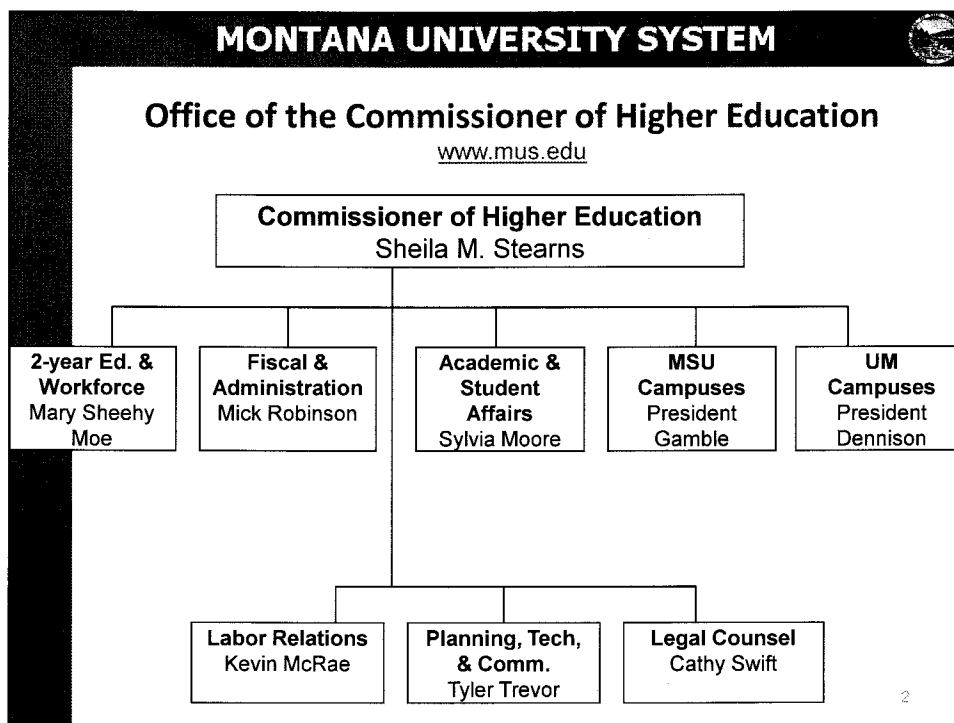 MONTANA UNIVERSITY SYSTEM
Office of the Commissioner of Higher Education
www.mus.edu
Commissioner of Higher Education
Sheila M. Stearns
2-year Ed. &
Workforce
Mary Sheehy
Moe
Fiscal &
Administration
Mick Robinson
Academic &
Student
Affairs
Sylvia Moore
MSU
Campuses
President
Gamble
UM
Campuses
President
Dennison
Labor Relations
Kevin McRae
Planning, Tech,
& Comm.
Tyler Trevor
Legal Counsel
Cathy Swift
2